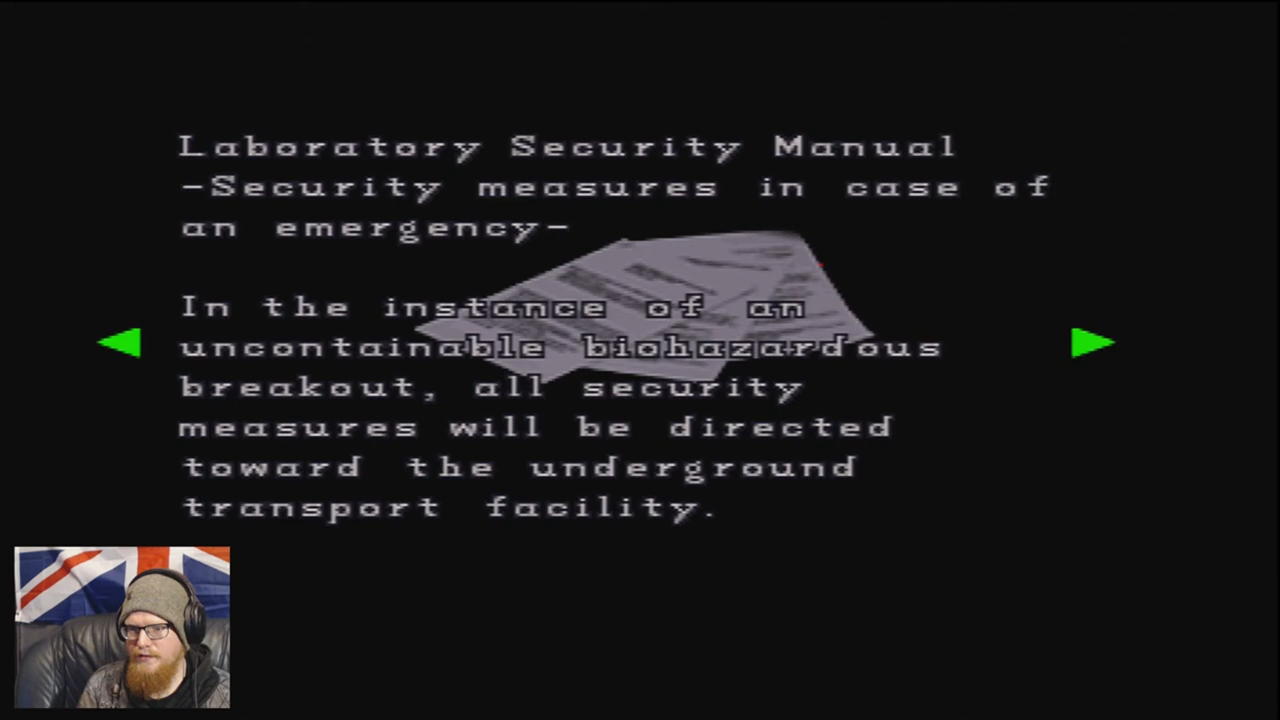 Laboratory Security Manual
-Security measures in case of
an emergency-
In the instance of an
uncontainable biohazardous
breakout, all security
measures will be directed
toward the underground
transport facility.